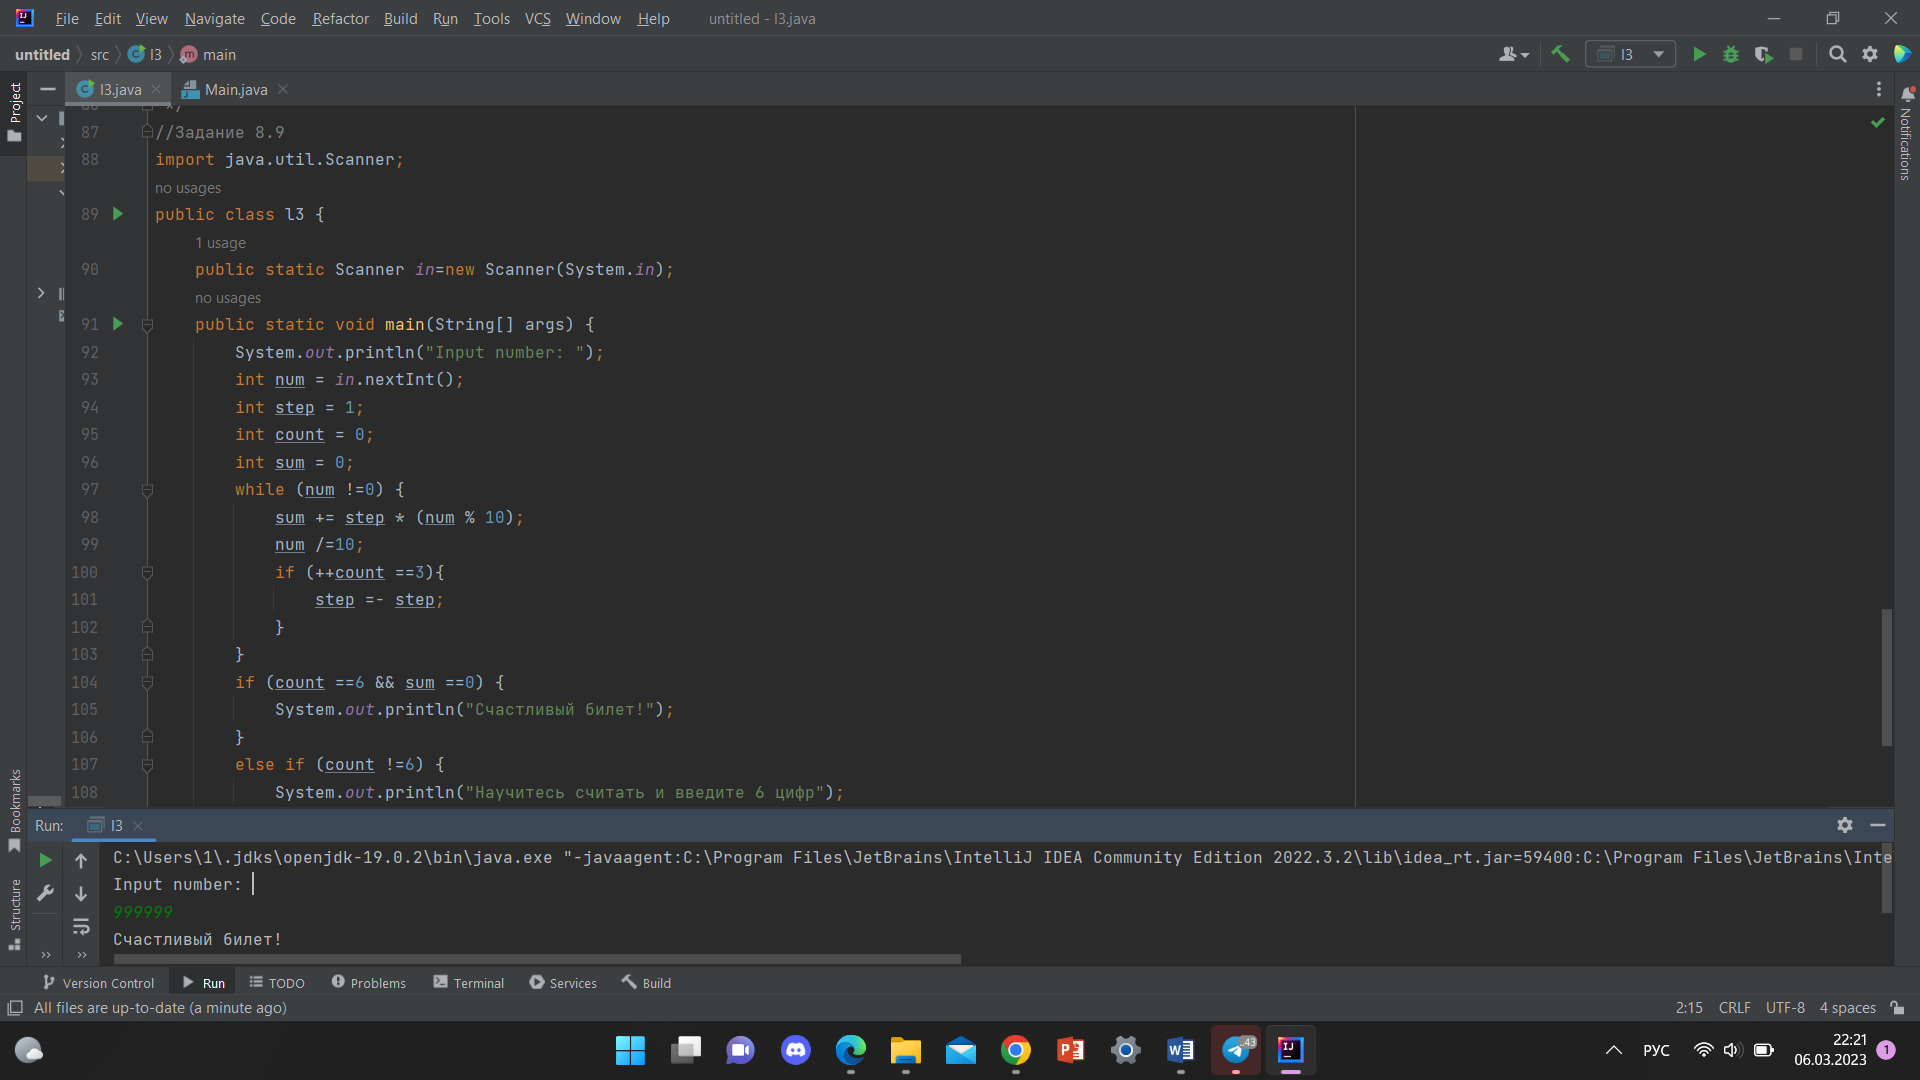 File Edit View Navigate Code Refactor Build Run Tools VCS Window Help untitled - l3.java
untitled src l3 main
l3
l3.java Main.java
Project
Notifications
87 //Задание 8.9
88 import java.util.Scanner;
no usages
89 public class l3 {
1 usage
90 public static Scanner in=new Scanner(System.in);
no usages
91 public static void main(String[] args) {
92 System.out.println("Input number: ");
93 int num = in.nextInt();
94 int step = 1;
95 int count = 0;
96 int sum = 0;
97 while (num !=0) {
98 sum += step * (num % 10);
99 num /=10;
100 if (++count ==3){
101 step =- step;
102 }
103 }
104 if (count ==6 && sum ==0) {
105 System.out.println("Счастливый билет!");
106 }
107 else if (count !=6) {
108 System.out.println("Научитесь считать и введите 6 цифр");
Bookmarks
Structure
Run: l3
C:\Users\1\.jdks\openjdk-19.0.2\bin\java.exe "-javaagent:C:\Program Files\JetBrains\IntelliJ IDEA Community Edition 2022.3.2\lib\idea_rt.jar=59400:C:\Program Files\JetBrains\Inte
Input number:
999999
Счастливый билет!
Version Control Run TODO Problems Terminal Services Build
All files are up-to-date (a minute ago) 2:15 CRLF UTF-8 4 spaces
РУС 22:21
06.03.2023 1